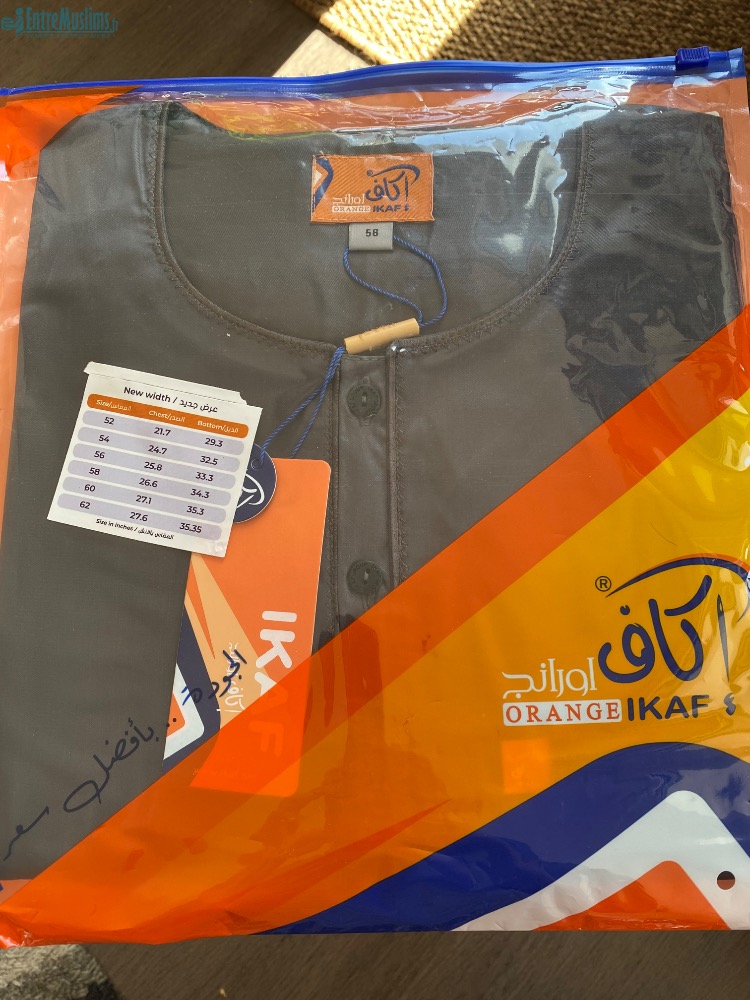 EntreMuslims.fr
اكاف
اورانج
ORANGE IKAF ٤
58
New width / عرض جديد
Size/المقاس Chest/الصدر Bottom/الذيل
52 21.7 29.3
54 24.7 32.5
56 25.8 33.3
58 26.6 34.3
60 27.1 35.3
62 27.6 35.35
Size in inches / المقاس بالانش
IKAF
اكاف
الجودة .. بأفضل سعر
®
اكاف
اورانج
ORANGE IKAF ٤